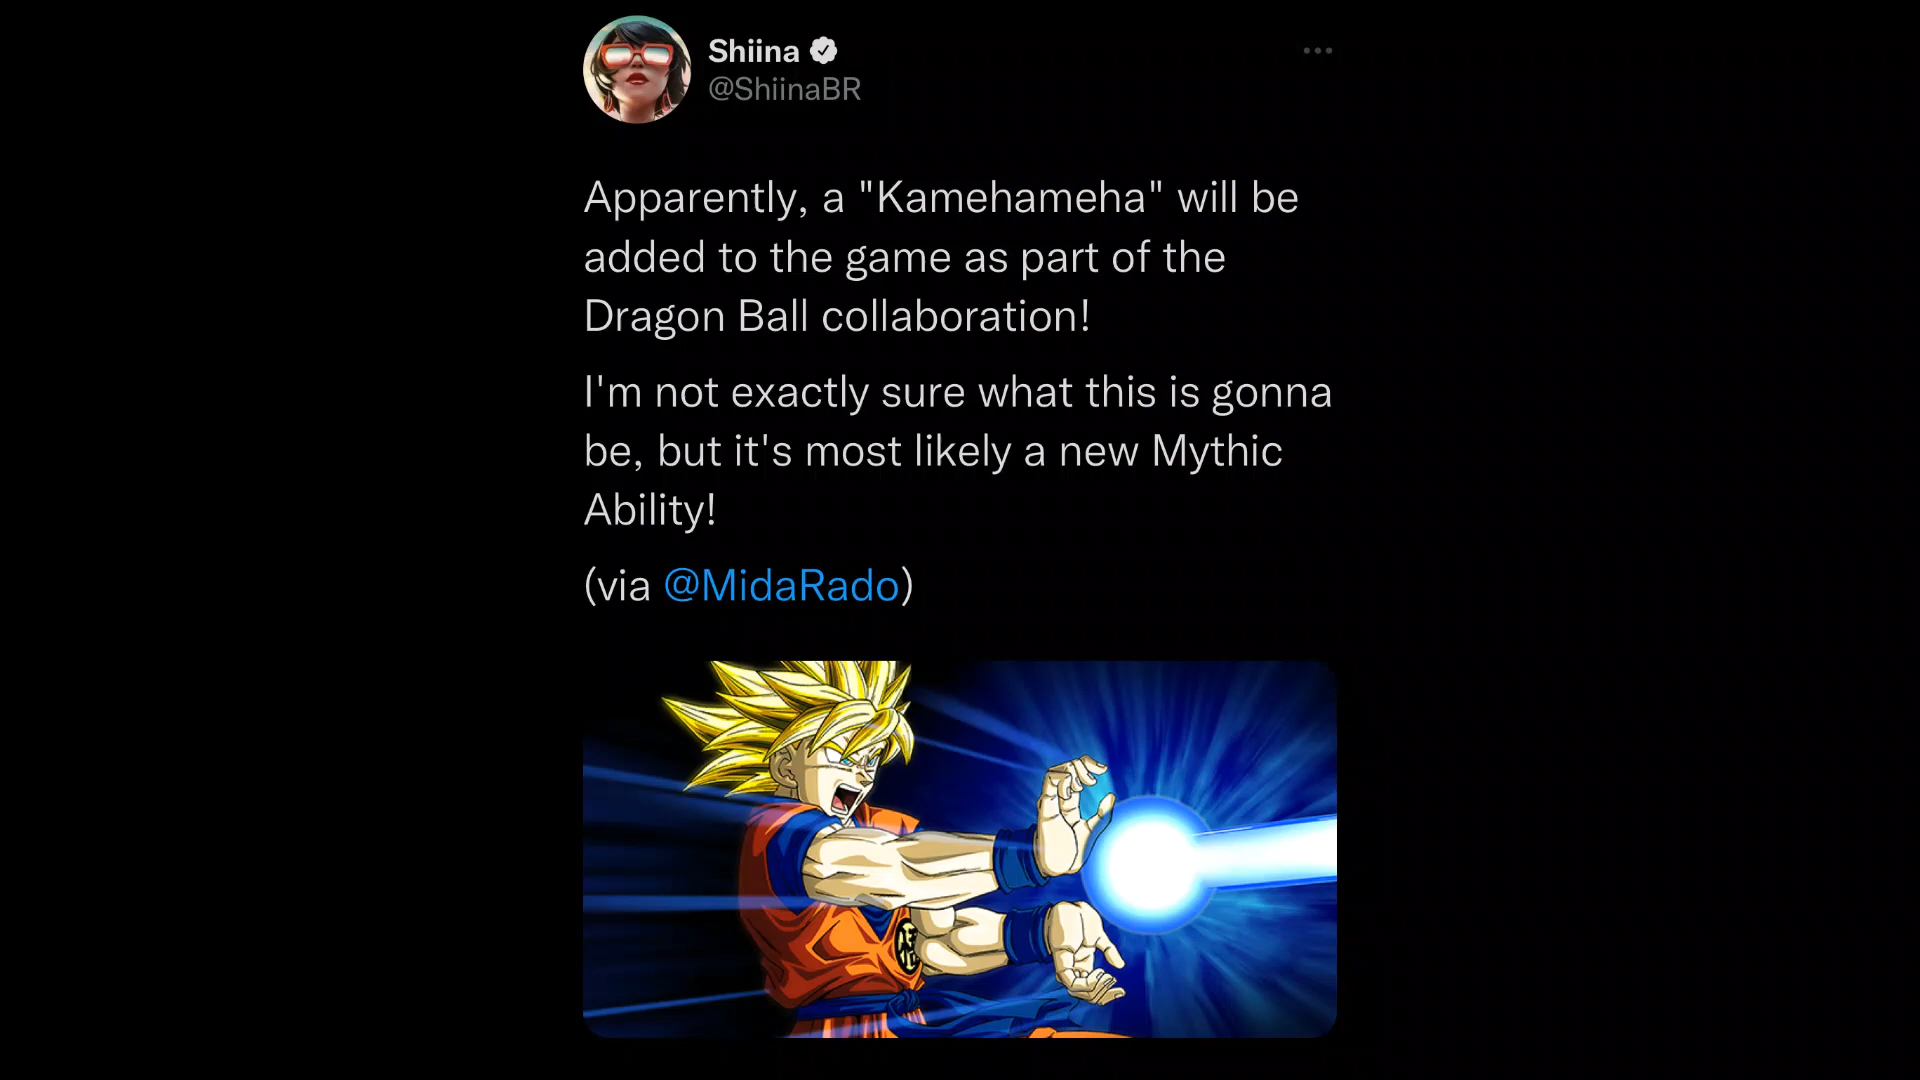 Shiina
@ShiinaBR
Apparently, a "Kamehameha" will be
added to the game as part of the
Dragon Ball collaboration!
I'm not exactly sure what this is gonna
be, but it's most likely a new Mythic
Ability!
(via @MidaRado)